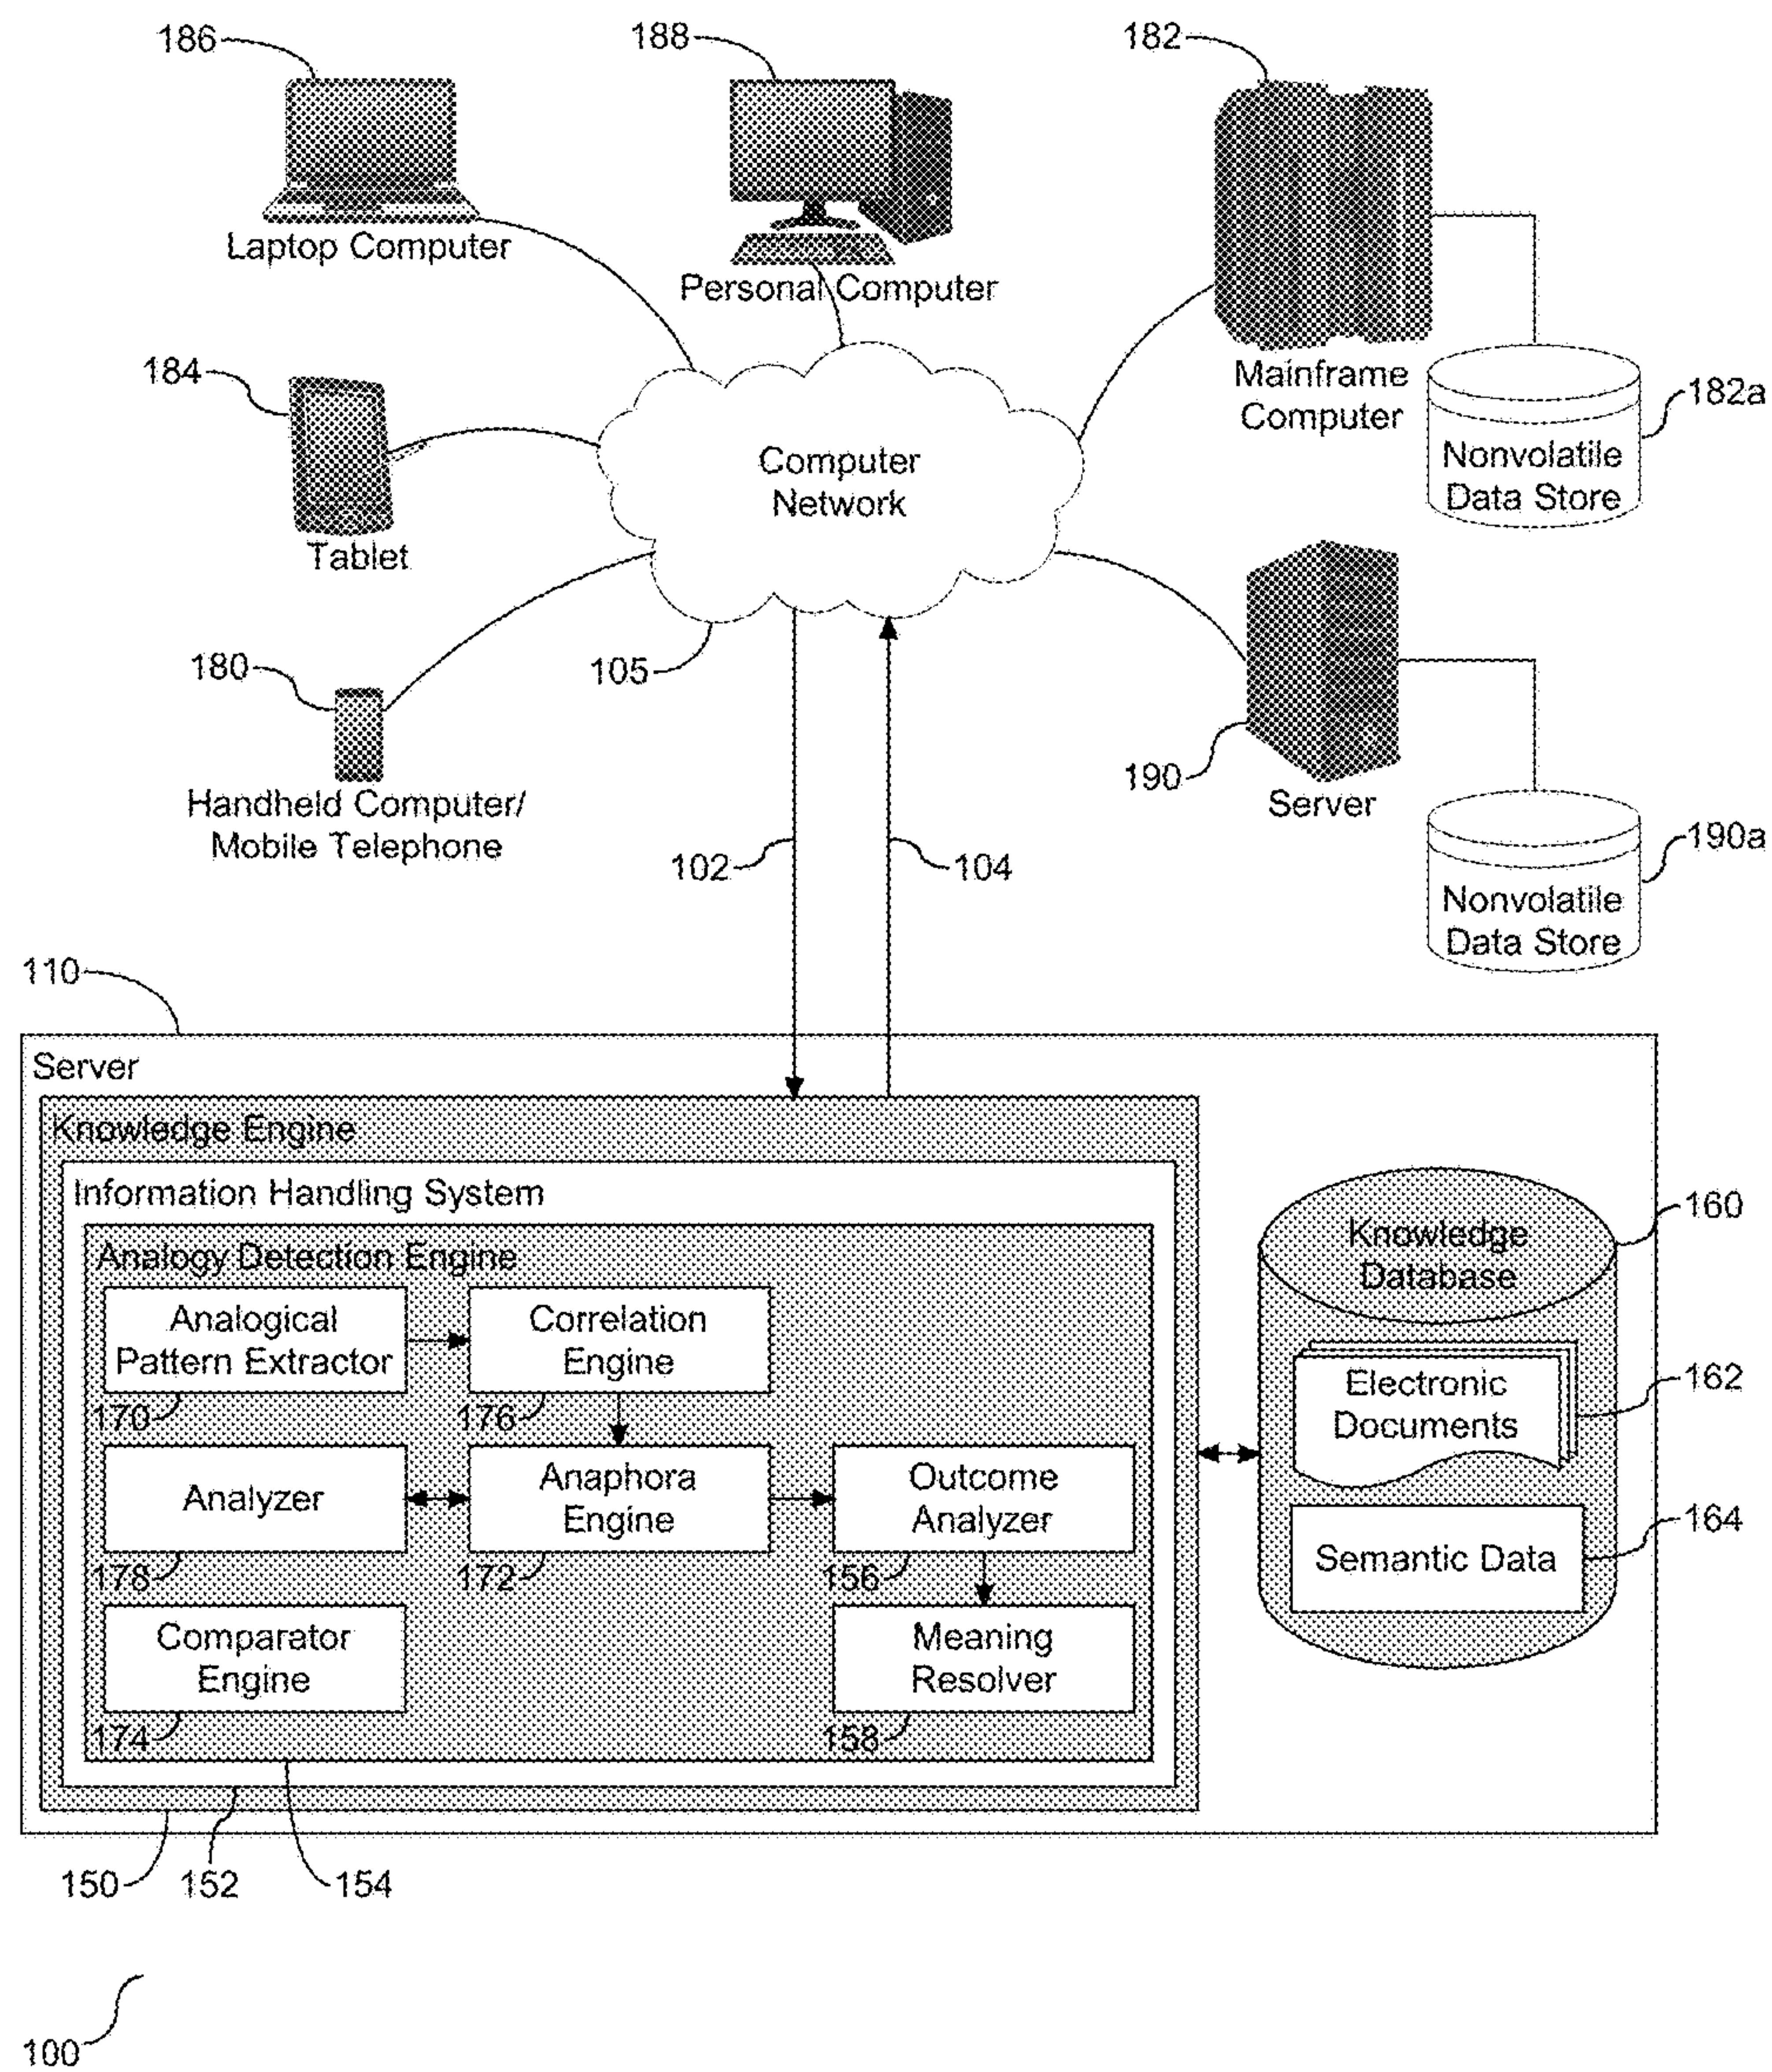 186
188
182
Laptop Computer
Personal Computer
Mainframe
Computer
182a
Nonvolatile
Data Store
184
Tablet
Computer
Network
180
Handheld Computer/
Mobile Telephone
105
190
Server
102
104
190a
Nonvolatile
Data Store
110
Server
Knowledge Engine
Information Handling System
Analogy Detection Engine
Analogical
Pattern Extractor
170
Correlation
Engine
176
Analyzer
178
Anaphora
Engine
172
Outcome
Analyzer
156
Comparator
Engine
174
Meaning
Resolver
158
160
Knowledge
Database
162
Electronic
Documents
164
Semantic Data
150
152
154
100